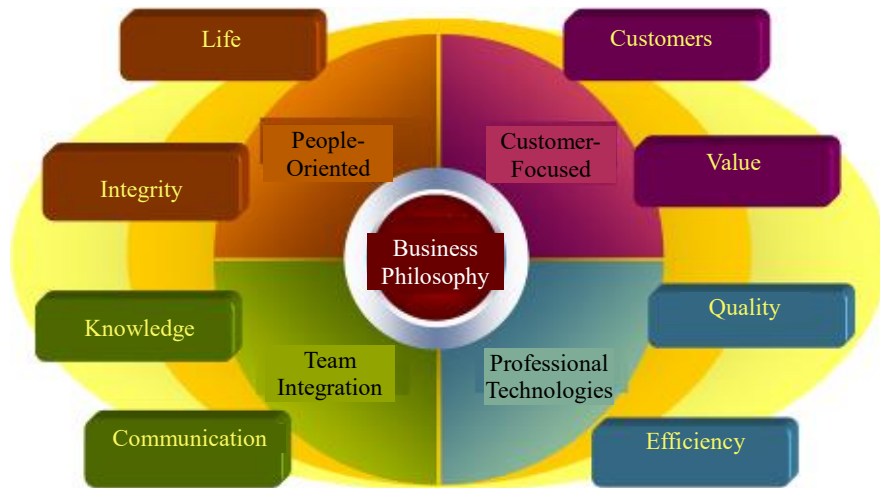 Life
Customers
People-
Oriented
Customer-
Focused
Integrity
Value
Business
Philosophy
Knowledge
Quality
Team
Integration
Professional
Technologies
Communication
Efficiency